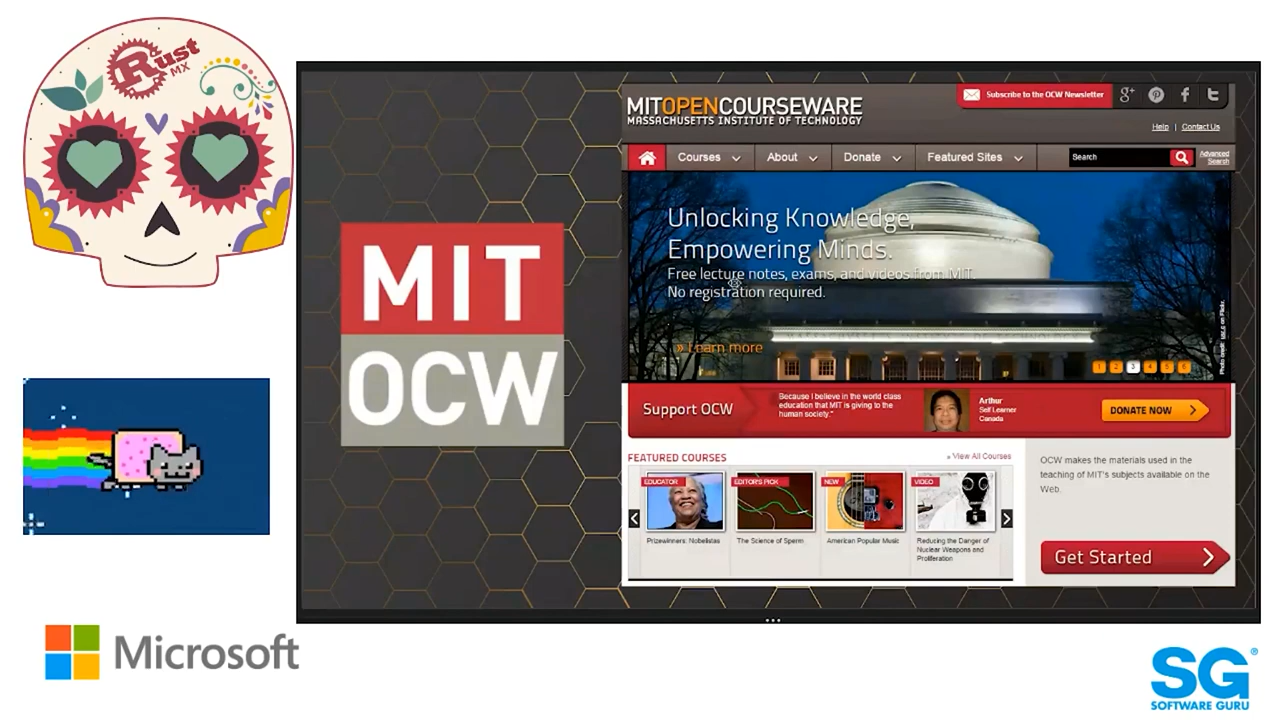 Rust
MX
MITOPENCOURSEWARE
MASSACHUSETTS INSTITUTE OF TECHNOLOGY
Subscribe to the OCW Newsletter
Help | Contact Us
Courses
About
Donate
Featured Sites
Search
Advanced
Search
Unlocking Knowledge,
Empowering Minds.
Free lecture notes, exams, and videos from MIT.
No registration required.
» Learn more
1 2 3 4 5 6
MIT
OCW
Support OCW
Because I believe in the world class
education that MIT is giving to the
human society."
Arthur
Self Learner
Canada
DONATE NOW
FEATURED COURSES
» View All Courses
EDUCATOR
EDITOR'S PICK
NEW
VIDEO
Prizewinners: Nobelistas
The Science of Sperm
American Popular Music
Reducing the Danger of
Nuclear Weapons and
Proliferation
OCW makes the materials used in the
teaching of MIT's subjects available on the
Web.
Get Started
Microsoft
SG
SOFTWARE GURU